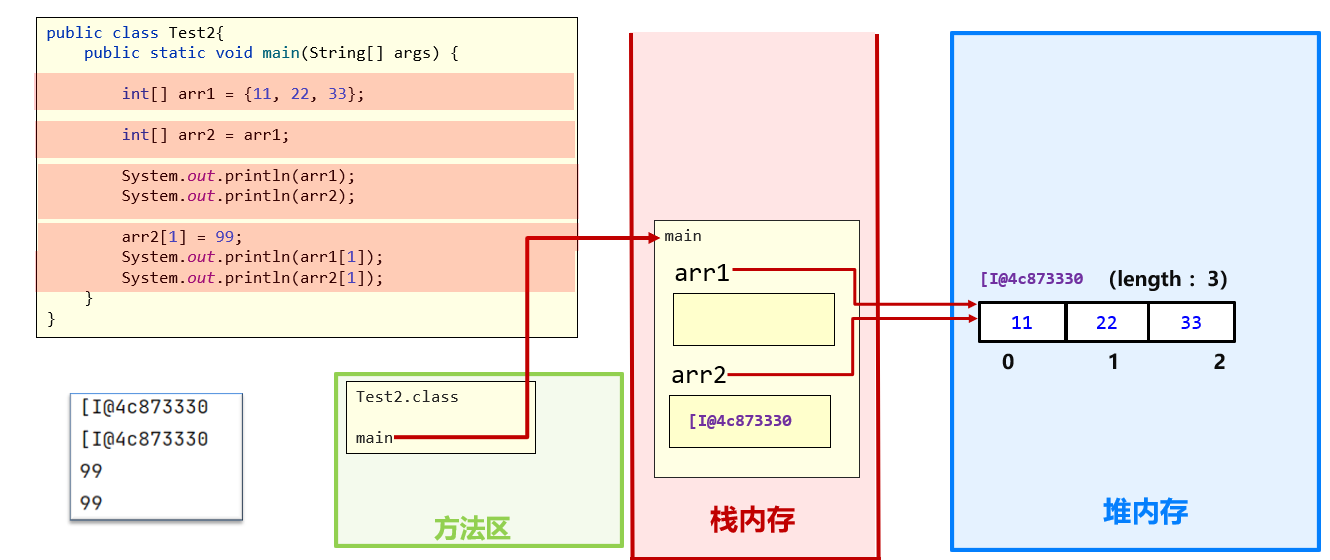 public class Test2{
public static void main(String[] args) {
int[] arr1 = {11, 22, 33};
int[] arr2 = arr1;
System.out.println(arr1);
System.out.println(arr2);
arr2[1] = 99;
System.out.println(arr1[1]);
System.out.println(arr2[1]);
}
}
[I@4c873330
[I@4c873330
99
99
Test2.class
main
方法区
main
arr1
arr2
[I@4c873330
栈内存
[I@4c873330 (length：3)
11 22 33
0 1 2
堆内存